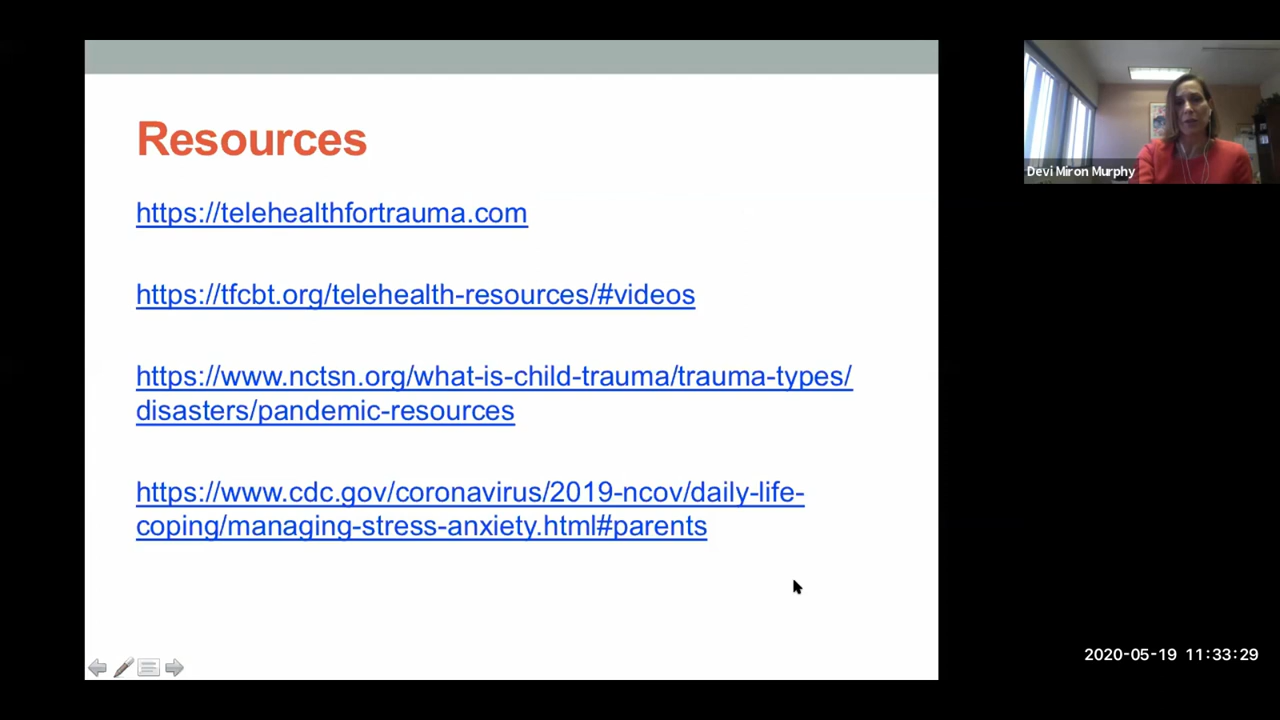 Resources
https://telehealthfortrauma.com
https://tfcbt.org/telehealth-resources/#videos
https://www.nctsn.org/what-is-child-trauma/trauma-types/
disasters/pandemic-resources
https://www.cdc.gov/coronavirus/2019-ncov/daily-life-
coping/managing-stress-anxiety.html#parents
Devi Miron Murphy
2020-05-19 11:33:29